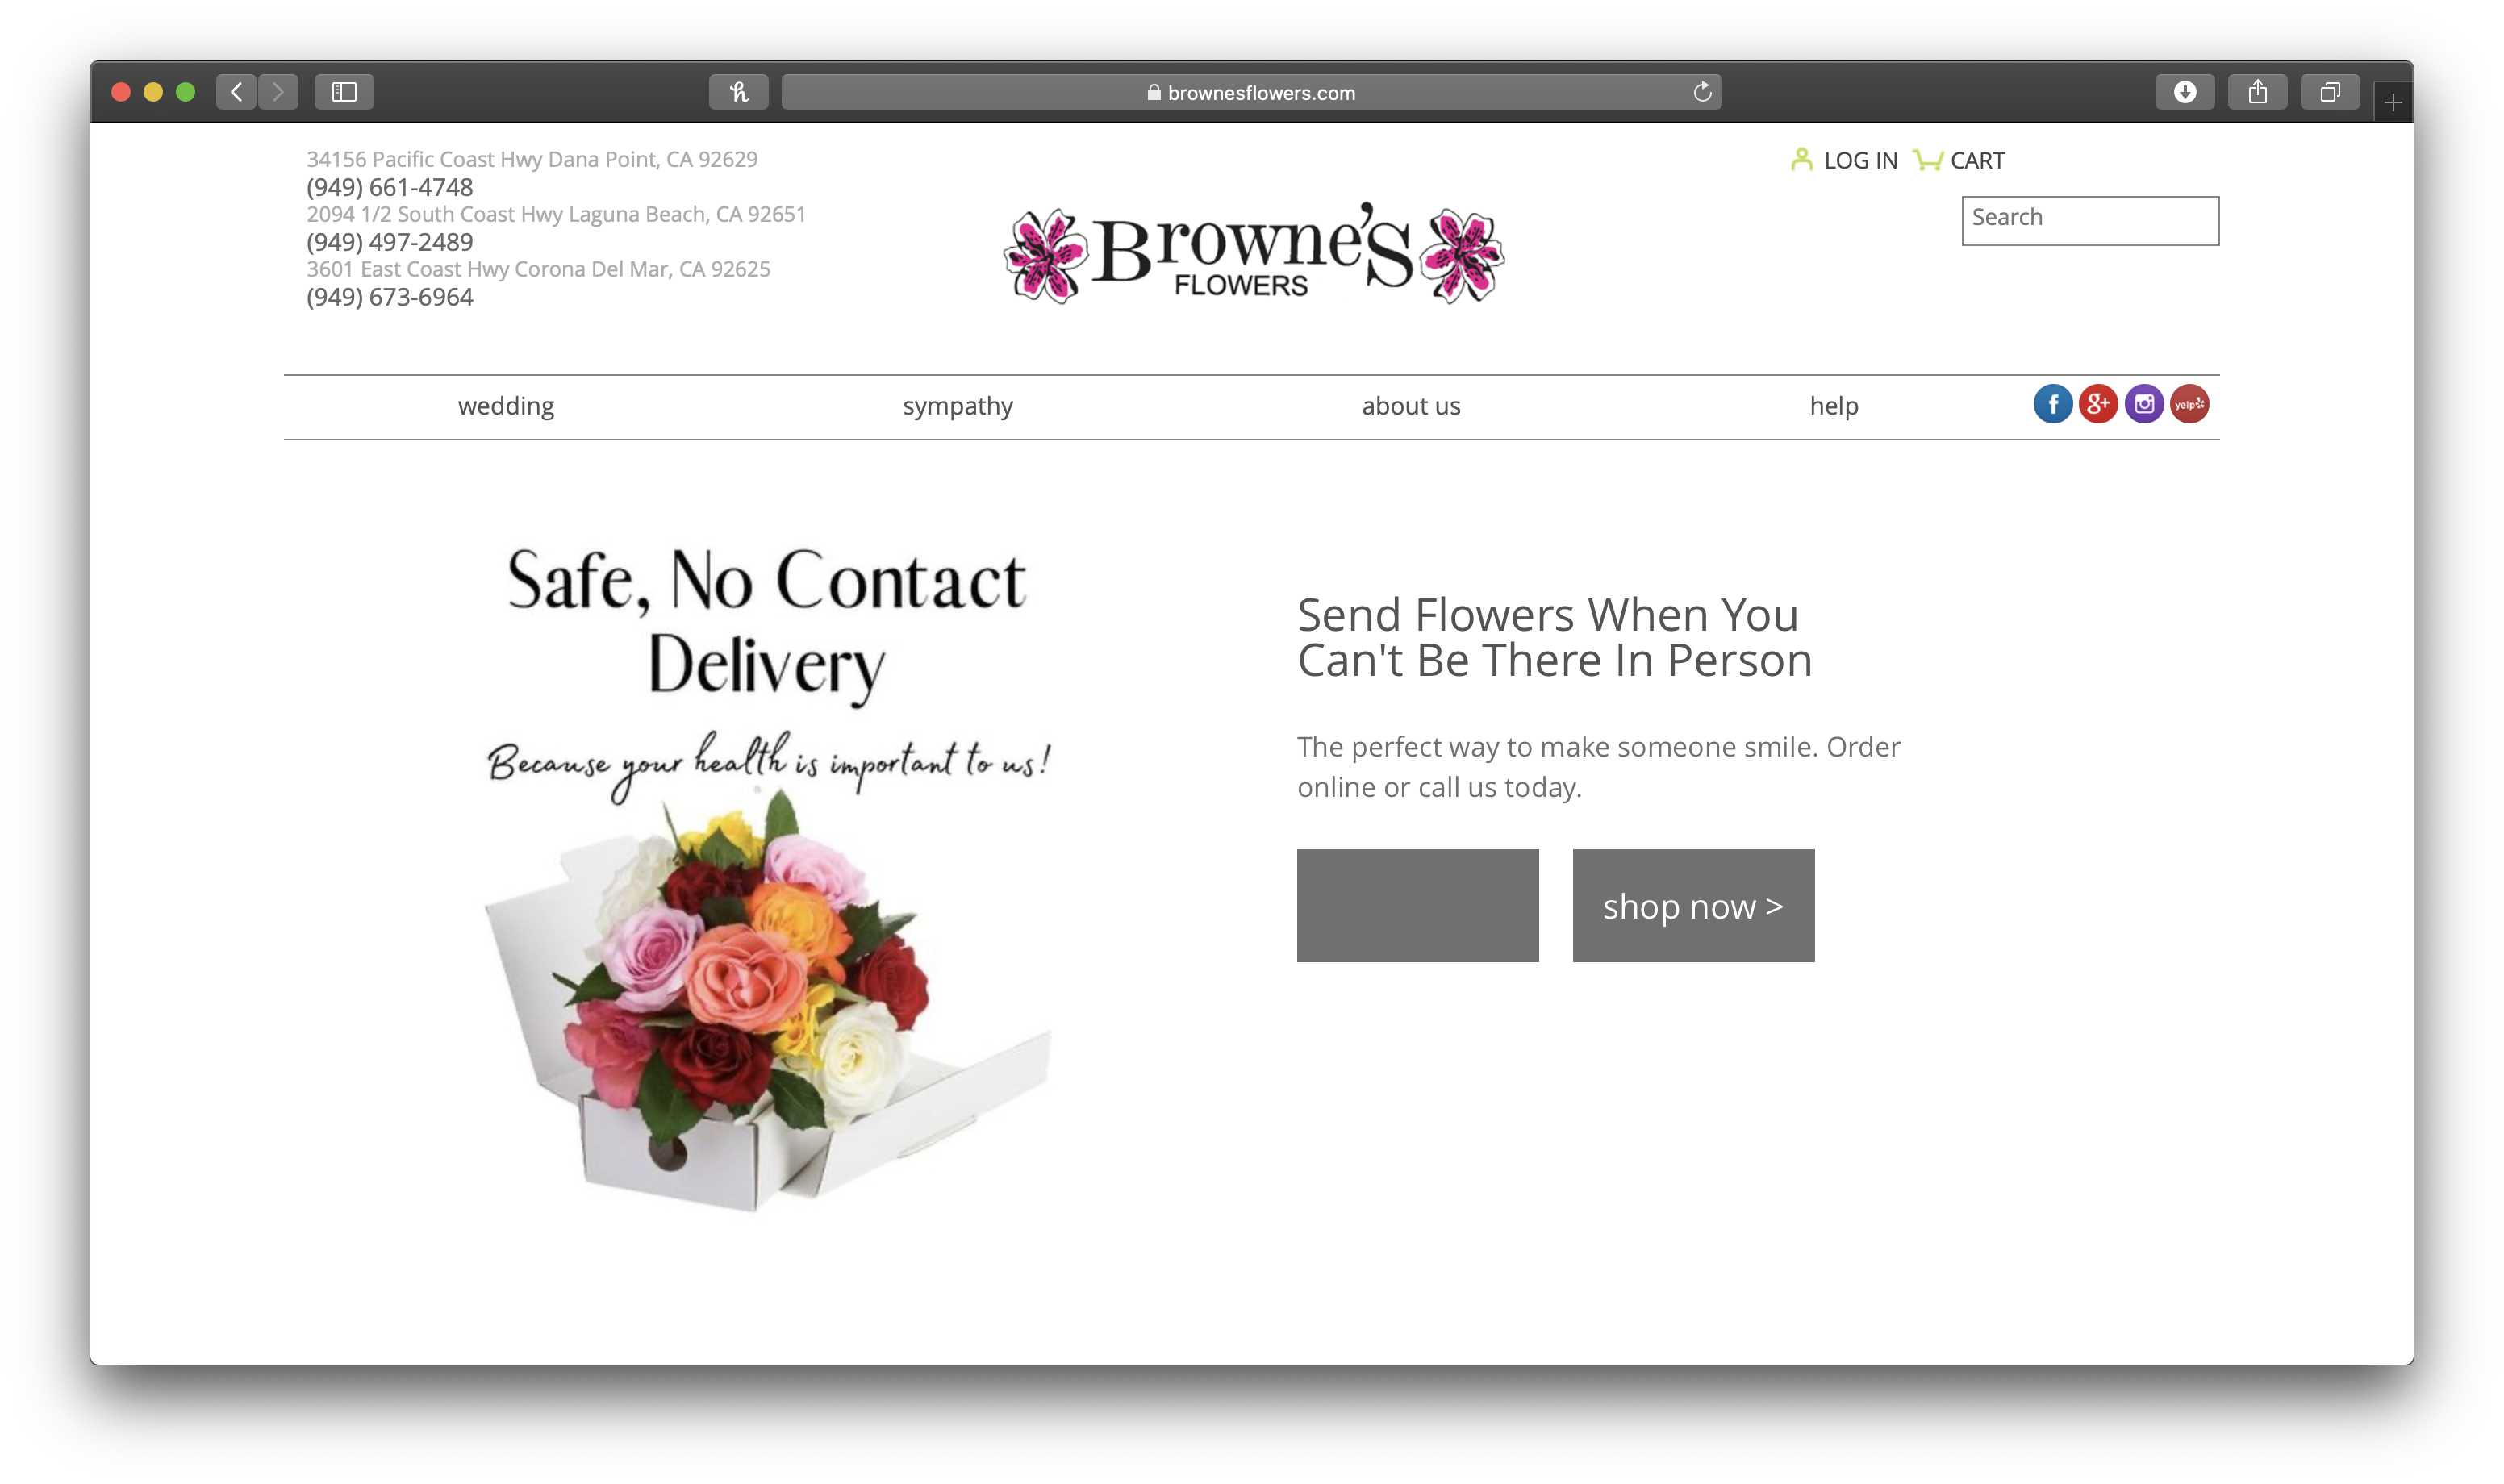 brownesflowers.com
34156 Pacific Coast Hwy Dana Point, CA 92629
(949) 661-4748
2094 1/2 South Coast Hwy Laguna Beach, CA 92651
(949) 497-2489
3601 East Coast Hwy Corona Del Mar, CA 92625
(949) 673-6964
Browne's
FLOWERS
LOG IN CART
Search
wedding sympathy about us help
f g+ yelp
Safe, No Contact
Delivery
Because your health is important to us!
Send Flowers When You
Can't Be There In Person
The perfect way to make someone smile. Order
online or call us today.
shop now >